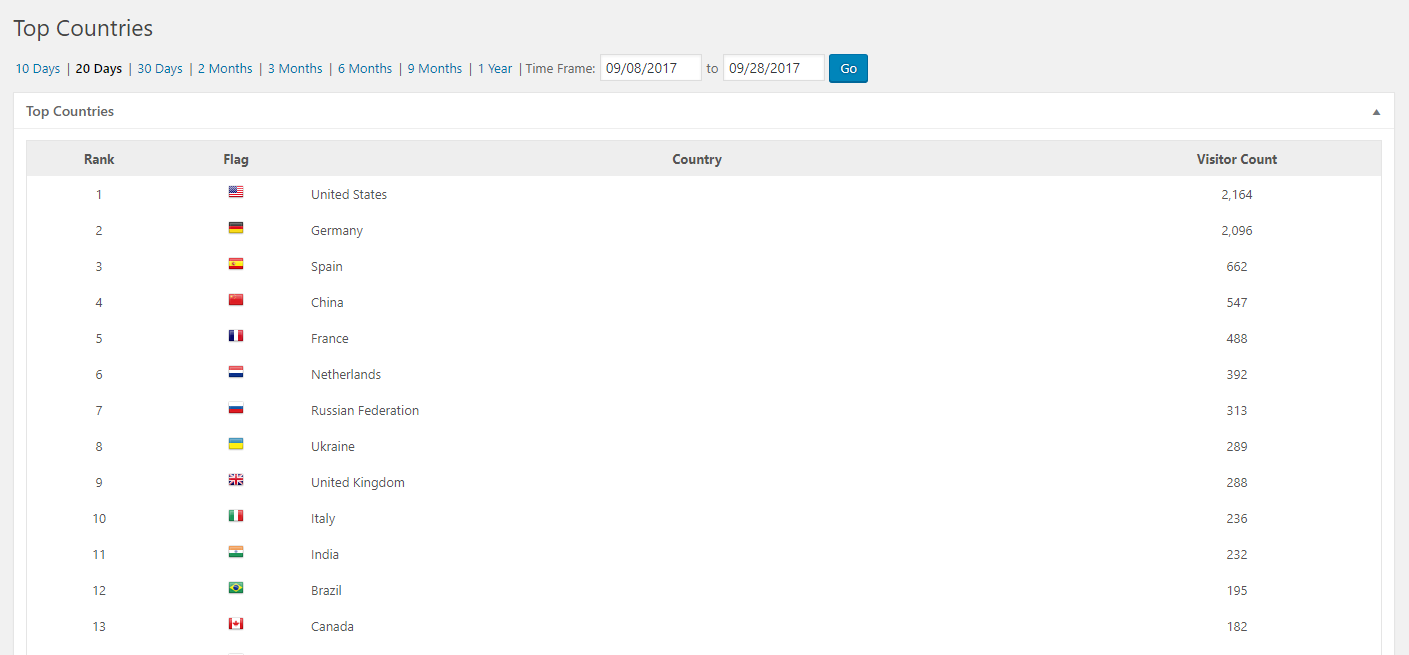 Top Countries
10 Days | 20 Days | 30 Days | 2 Months | 3 Months | 6 Months | 9 Months | 1 Year | Time Frame: 09/08/2017 to 09/28/2017 Go
Top Countries
Rank Flag Country Visitor Count
1 United States 2,164
2 Germany 2,096
3 Spain 662
4 China 547
5 France 488
6 Netherlands 392
7 Russian Federation 313
8 Ukraine 289
9 United Kingdom 288
10 Italy 236
11 India 232
12 Brazil 195
13 Canada 182